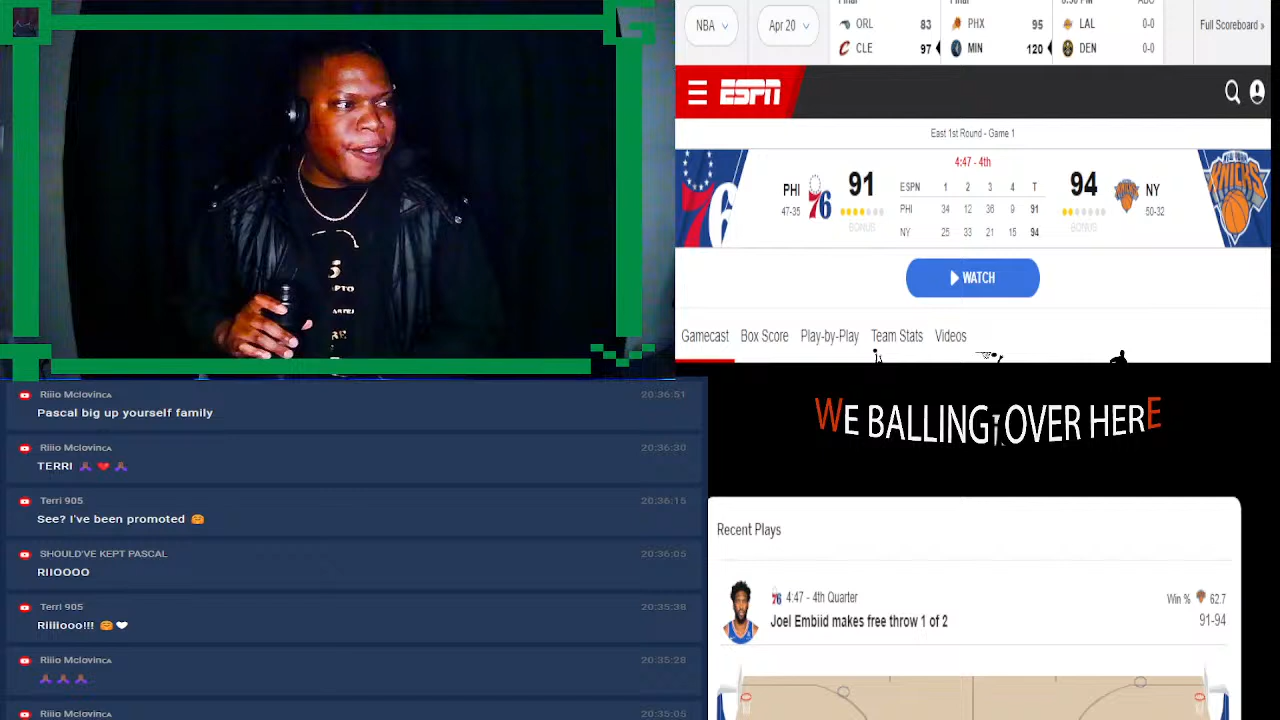 NBA
Apr 20
ORL 83
CLE 97
PHX 95
MIN 120
LAL 0-0
DEN 0-0
Full Scoreboard »
ESPN
East 1st Round - Game 1
4:47 - 4th
PHI
47-35
76
91
BONUS
ESPN 1 2 3 4 T
PHI 34 12 36 9 91
NY 25 33 21 15 94
94
BONUS
NY
50-32
KNICKS
WATCH
Gamecast Box Score Play-by-Play Team Stats Videos
WE BALLING OVER HERE
Recent Plays
4:47 - 4th Quarter
Joel Embiid makes free throw 1 of 2
Win % 62.7
91-94
Riiio MclovinCA 20:36:51
Pascal big up yourself family
Riiio MclovinCA 20:36:30
TERRI
Terri 905 20:36:15
See? I've been promoted
SHOULD'VE KEPT PASCAL 20:36:05
RIIOOOO
Terri 905 20:35:38
Riiiiooo!!!
Riiio MclovinCA 20:35:28
Riiio MclovinCA 20:35:05